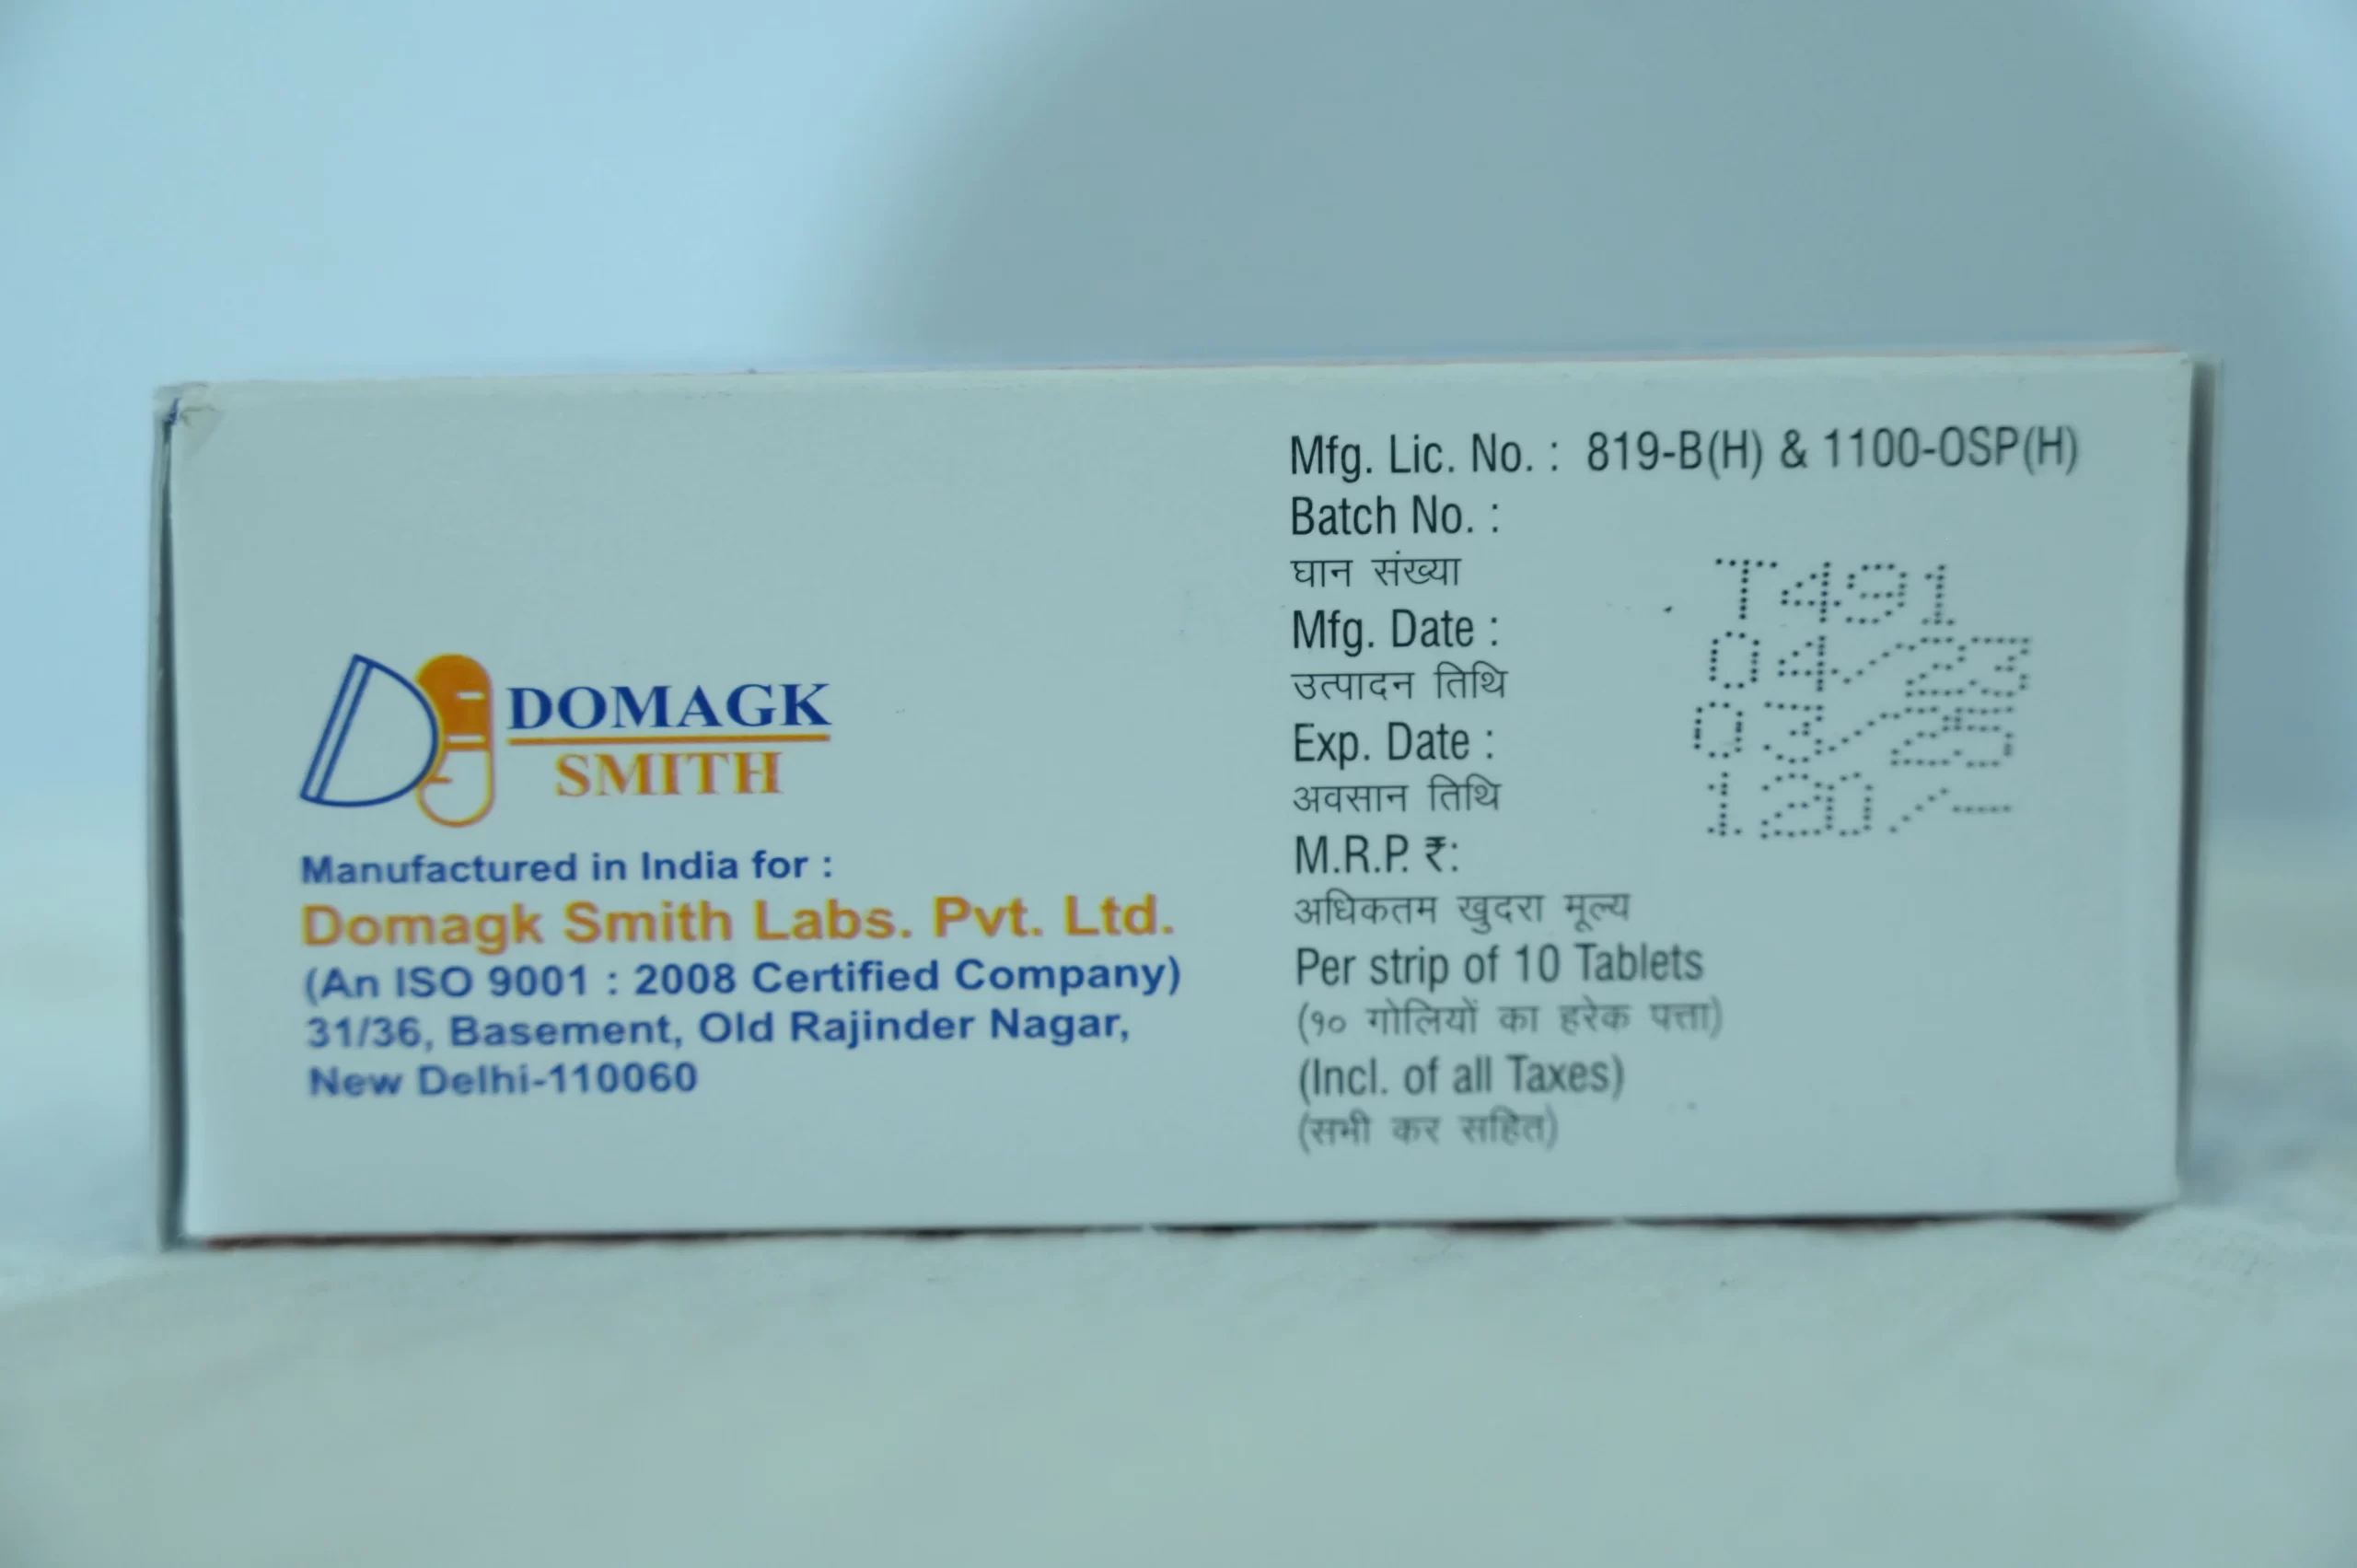 DOMAGK
SMITH
Manufactured in India for :
Domagk Smith Labs. Pvt. Ltd.
(An ISO 9001 : 2008 Certified Company)
31/36, Basement, Old Rajinder Nagar,
New Delhi-110060
Mfg. Lic. No. : 819-B(H) & 1100-OSP(H)
Batch No. :
घान संख्या
T491
Mfg. Date :
04/23
उत्पादन तिथि
Exp. Date :
03/25
अवसान तिथि
120/-
M.R.P. ₹:
अधिकतम खुदरा मूल्य
Per strip of 10 Tablets
(१० गोलियों का हरेक पत्ता)
(Incl. of all Taxes)
(सभी कर सहित)